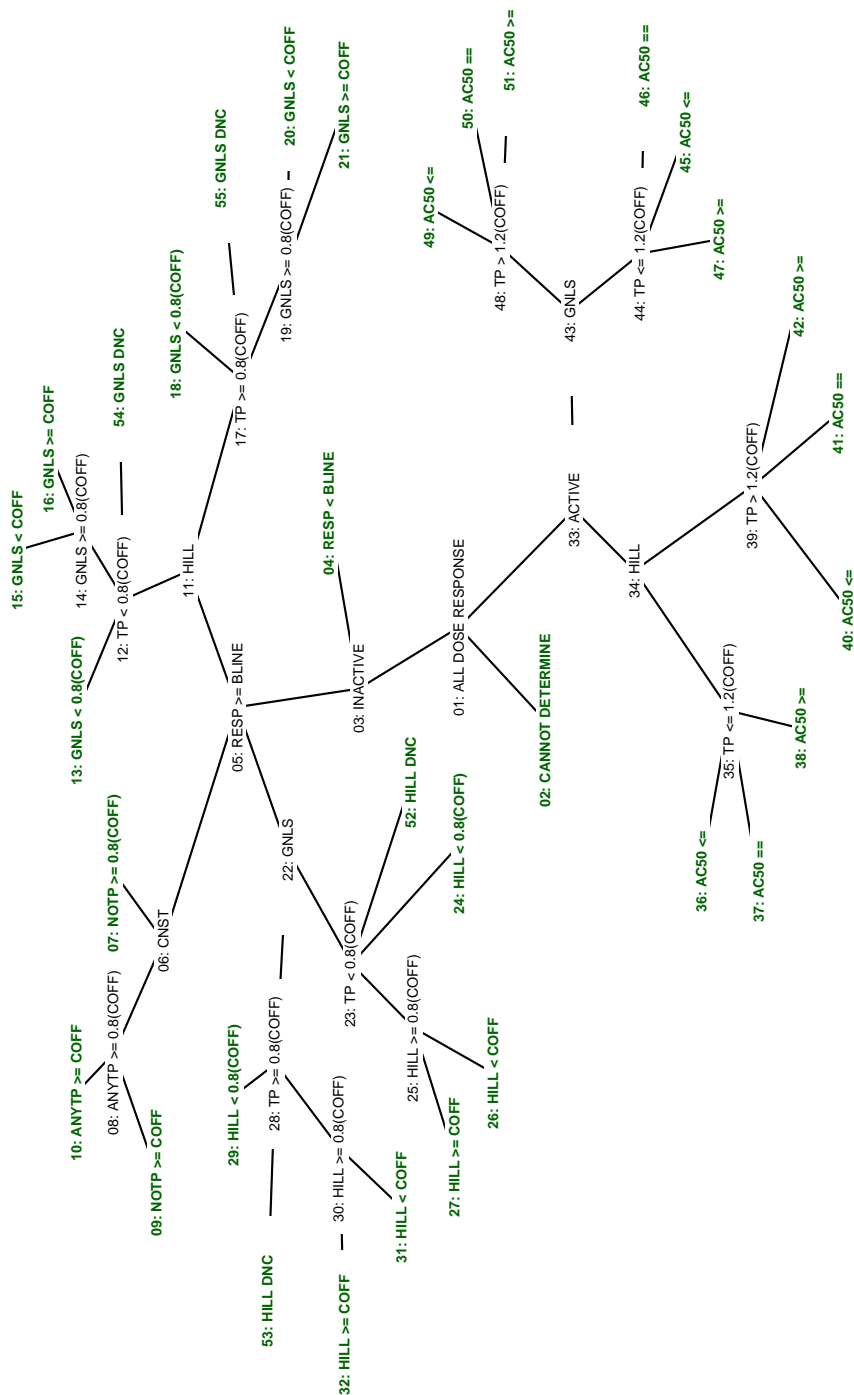 01: ALL DOSE RESPONSE
02: CANNOT DETERMINE
03: INACTIVE
04: RESP < BLINE
05: RESP >= BLINE
06: CNST
07: NOTP >= 0.8(COFF)
08: ANYTP >= 0.8(COFF)
09: NOTP >= COFF
10: ANYTP >= COFF
11: HILL
12: TP < 0.8(COFF)
13: GNLS < 0.8(COFF)
14: GNLS >= 0.8(COFF)
15: GNLS < COFF
16: GNLS >= COFF
17: TP >= 0.8(COFF)
18: GNLS < 0.8(COFF)
19: GNLS >= 0.8(COFF)
20: GNLS < COFF
21: GNLS >= COFF
22: GNLS
23: TP < 0.8(COFF)
24: HILL < 0.8(COFF)
25: HILL >= 0.8(COFF)
26: HILL < COFF
27: HILL >= COFF
28: TP >= 0.8(COFF)
29: HILL < 0.8(COFF)
30: HILL >= 0.8(COFF)
31: HILL < COFF
32: HILL >= COFF
33: ACTIVE
34: HILL
35: TP <= 1.2(COFF)
36: AC50 <=
37: AC50 ==
38: AC50 >=
39: TP > 1.2(COFF)
40: AC50 <=
41: AC50 ==
42: AC50 >=
43: GNLS
44: TP <= 1.2(COFF)
45: AC50 <=
46: AC50 ==
47: AC50 >=
48: TP > 1.2(COFF)
49: AC50 <=
50: AC50 ==
51: AC50 >=
52: HILL DNC
53: HILL DNC
54: GNLS DNC
55: GNLS DNC